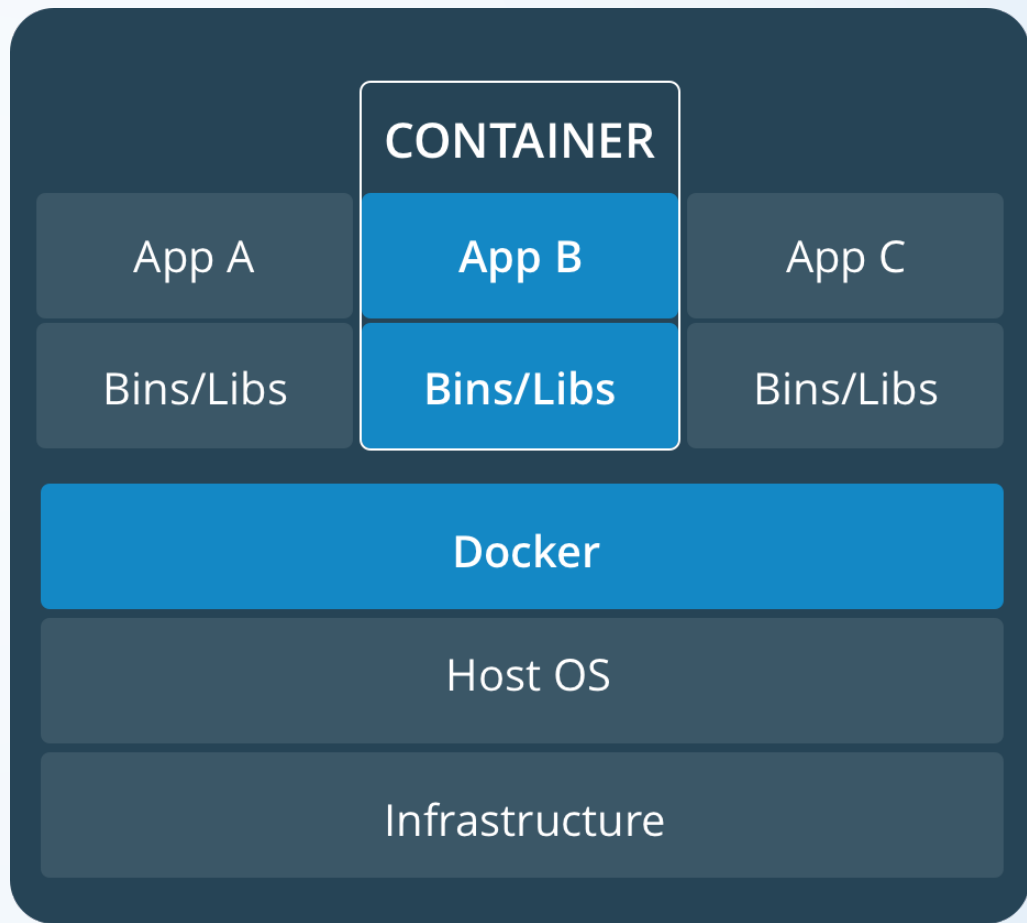 CONTAINER
App A
App B
App C
Bins/Libs
Bins/Libs
Bins/Libs
Docker
Host OS
Infrastructure